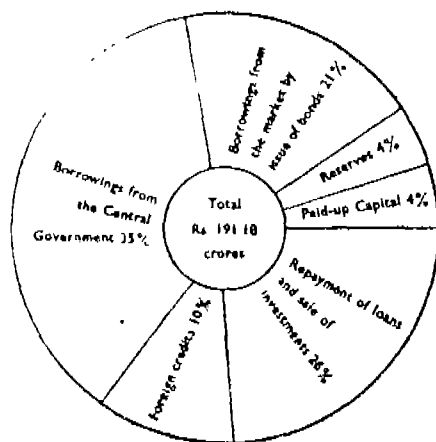 Borrowings from
the market by
issue of bonds 21%
Reserves 4%
Paid-up Capital 4%
Repayment of loans
and sale of
investments 26%
Foreign credits 10%
Borrowings from
the Central
Government 35%
Total
Rs 191
crores